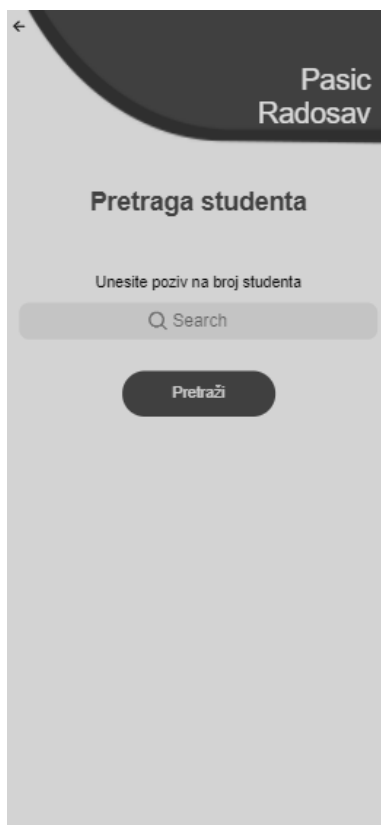 Pasic
Radosav
Pretraga studenta
Unesite poziv na broj studenta
Search
Pretraži